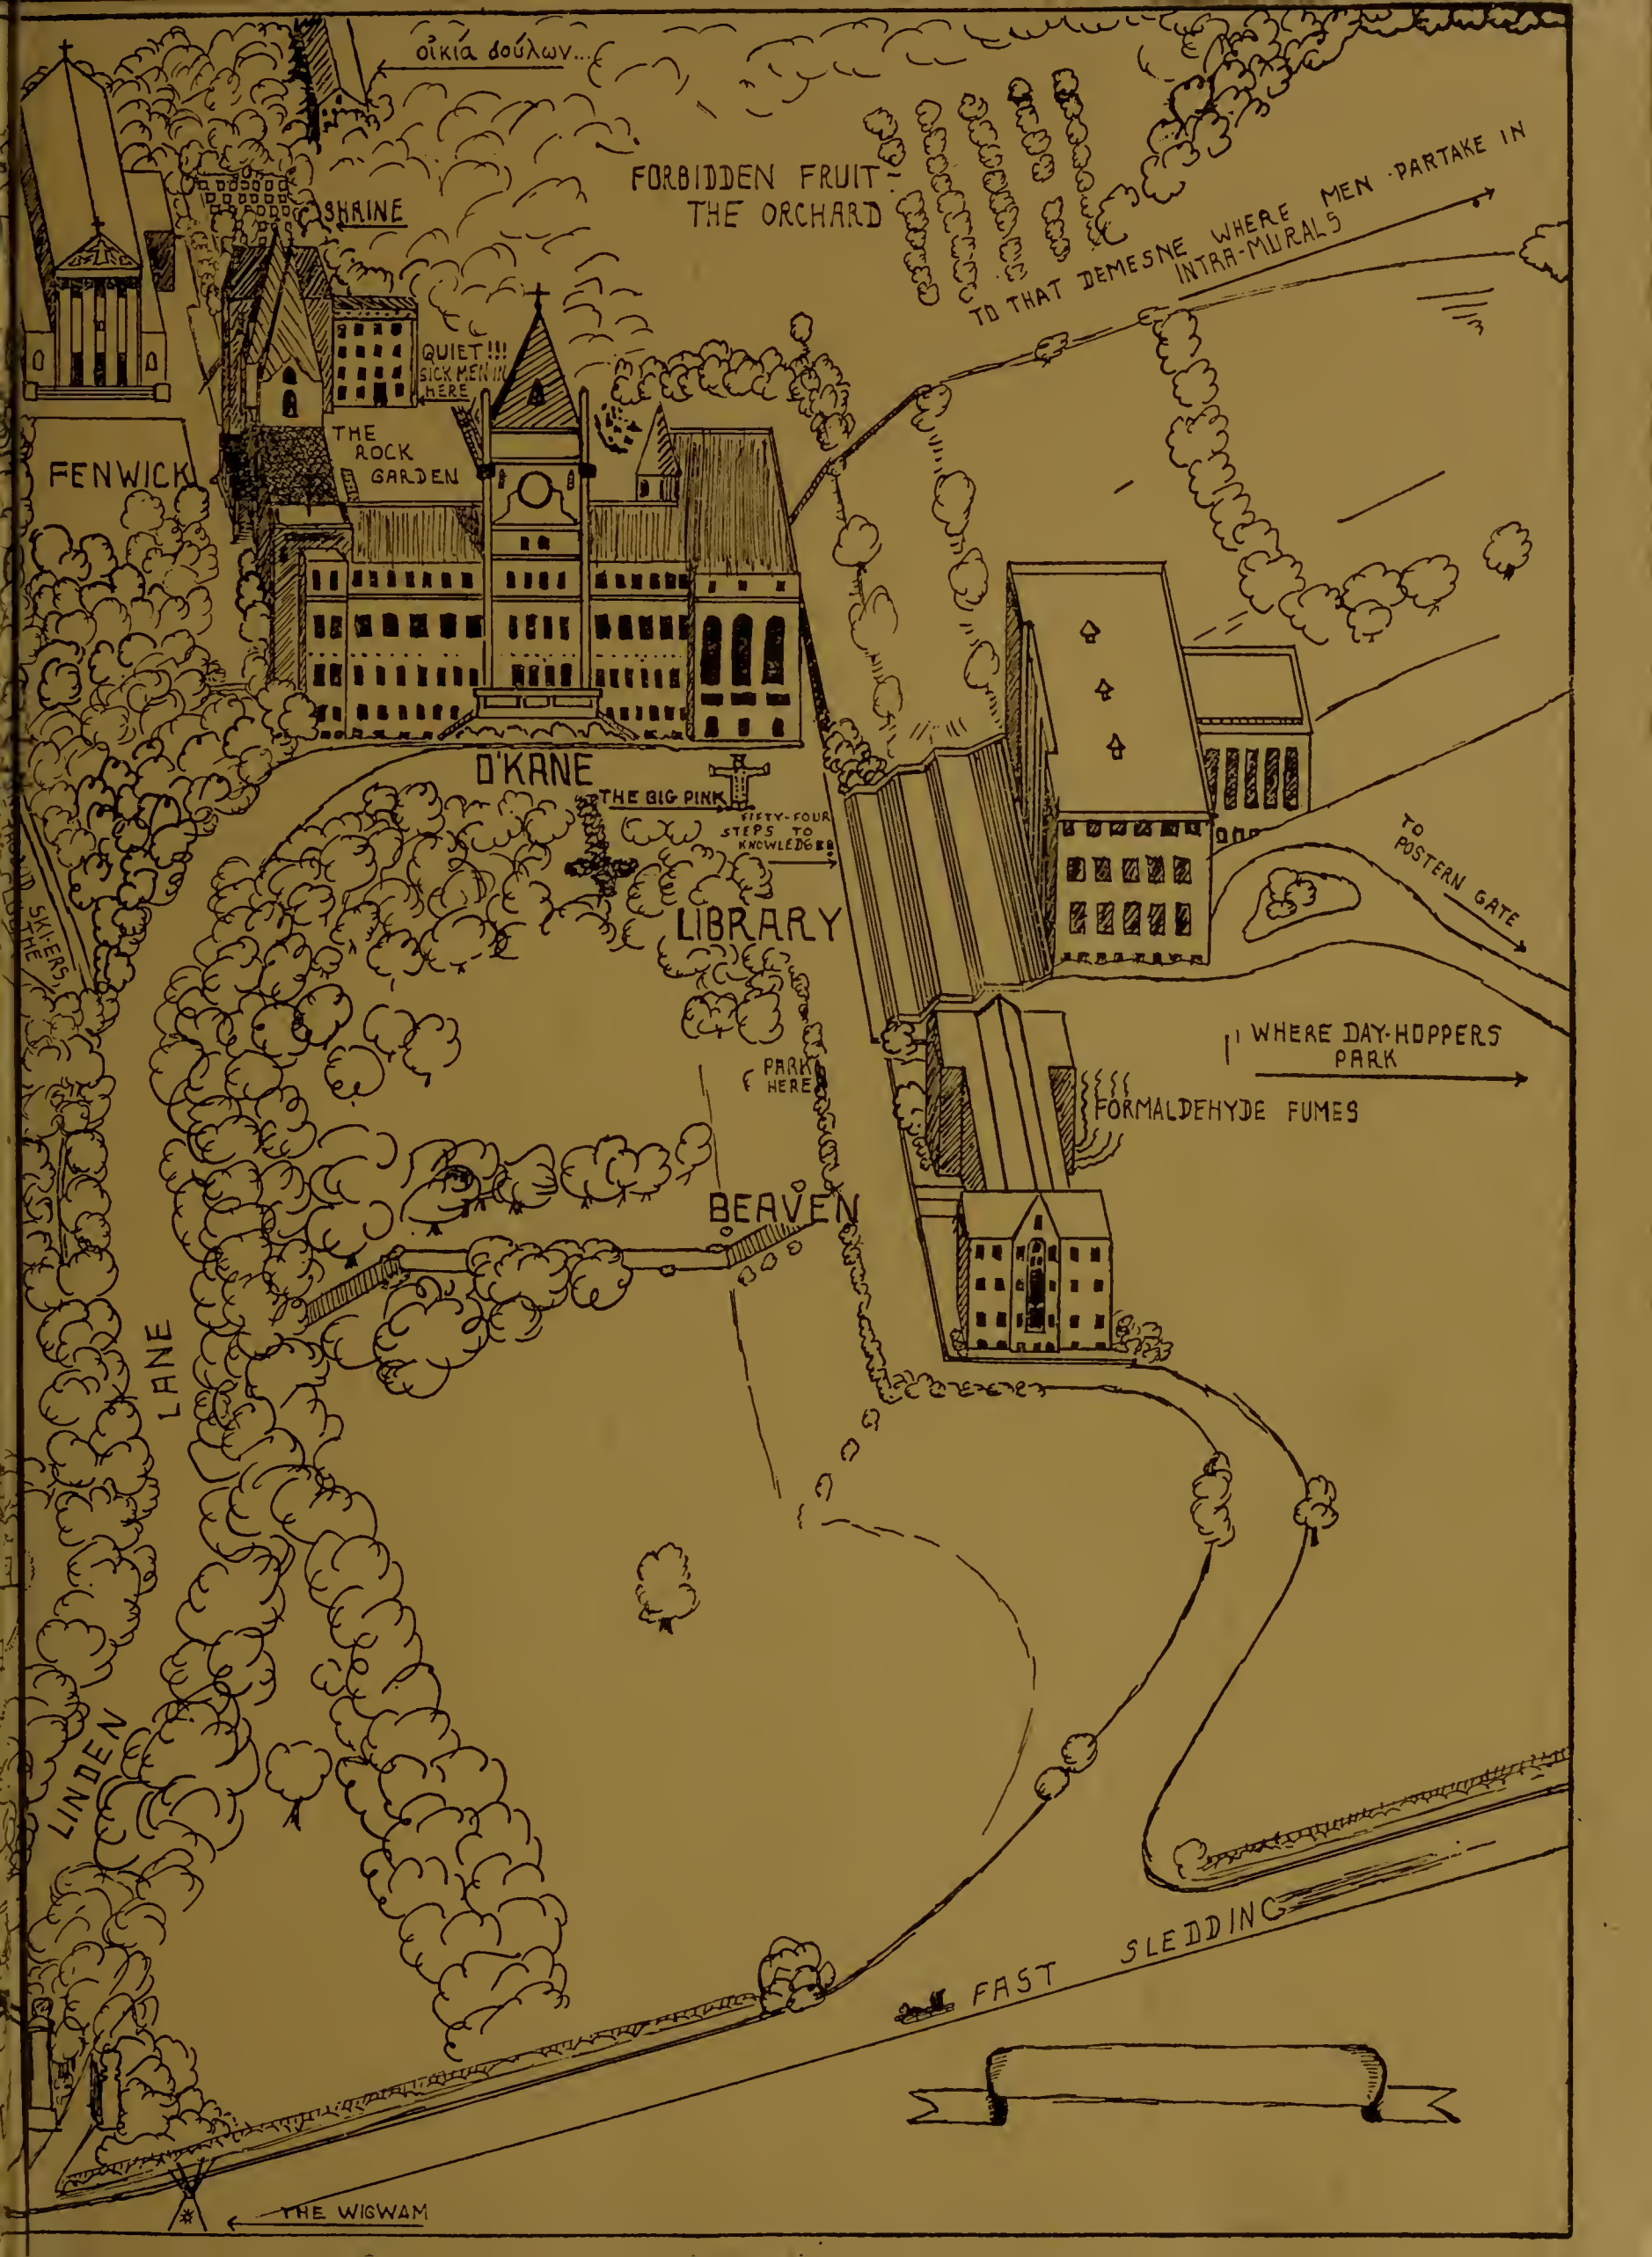 οἰκία δούλων...
FORBIDDEN FRUIT-
THE ORCHARD
SHRINE
TO THAT DEMESNE WHERE MEN PARTAKE IN
INTRA-MURALS
QUIET!!!
SICK MEN IN
HERE
THE
ROCK
GARDEN
FENWICK
O'KANE
THE BIG PINK
FIFTY-FOUR
STEPS TO
KNOWLEDGE
LIBRARY
TO
POSTERN GATE
SKIERS
THE
WHERE DAY-HOPPERS
PARK
PARK
HERE
FORMALDEHYDE FUMES
BEAVEN
LINDEN LANE
FAST SLEDDING
THE WIGWAM